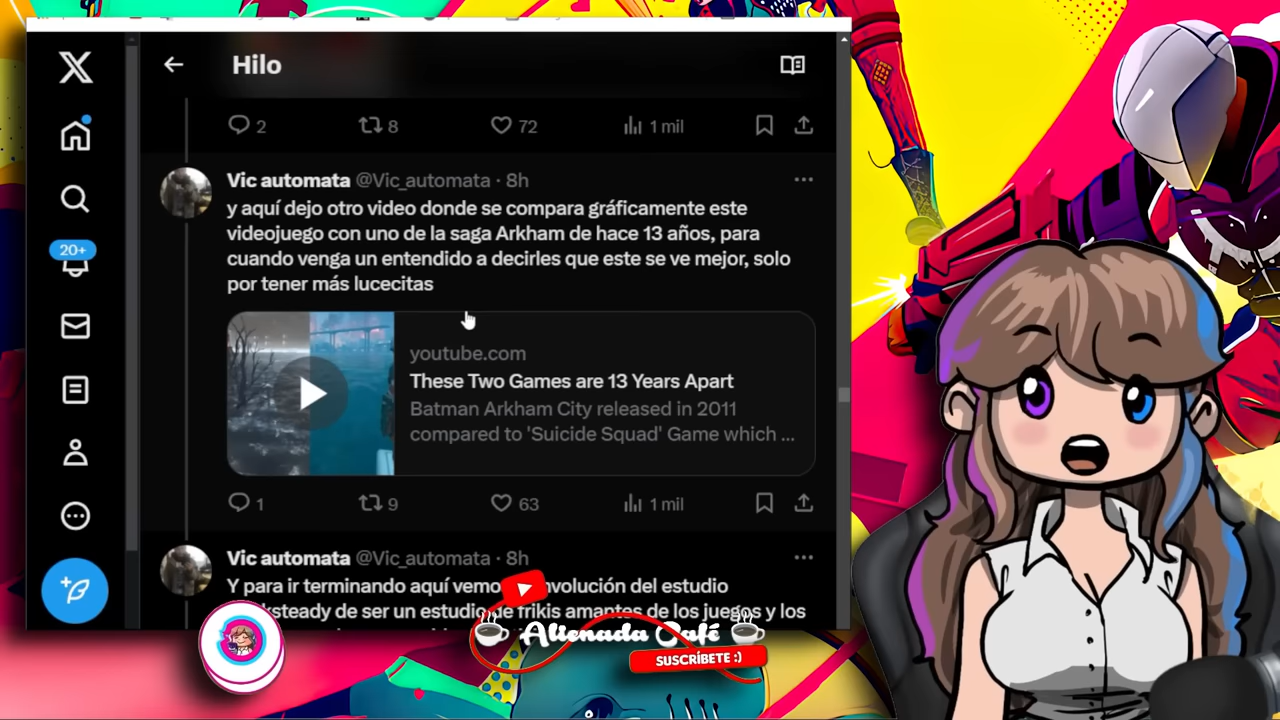 Hilo
2 8 72 1 mil
Vic automata @Vic_automata · 8h
y aquí dejo otro video donde se compara gráficamente este
videojuego con uno de la saga Arkham de hace 13 años, para
cuando venga un entendido a decirles que este se ve mejor, solo
por tener más lucecitas
20+
youtube.com
These Two Games are 13 Years Apart
Batman Arkham City released in 2011
compared to 'Suicide Squad' Game which ...
1 9 63 1 mil
Vic automata @Vic_automata · 8h
Y para ir terminando aquí vemos involución del estudio
de ser un estudio de frikis amantes de los juegos y los
Alienada Café
SUSCRÍBETE :)